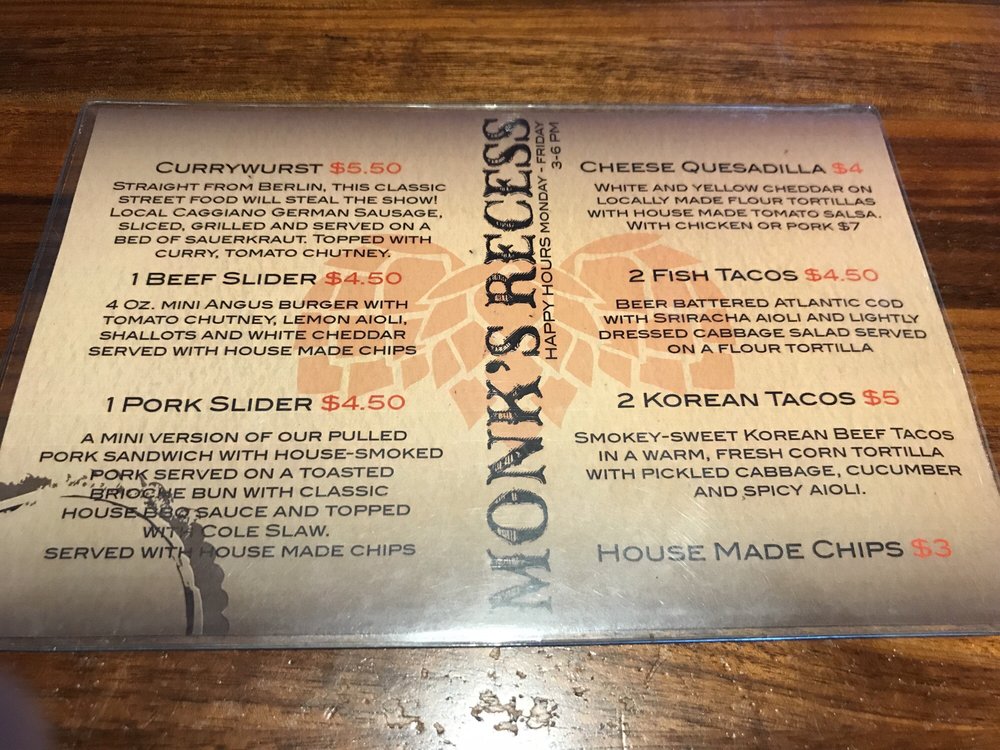 CURRYWURST $5.50
STRAIGHT FROM BERLIN, THIS CLASSIC
STREET FOOD WILL STEAL THE SHOW!
LOCAL CAGGIANO GERMAN SAUSAGE,
SLICED, GRILLED AND SERVED ON A
BED OF SAUERKRAUT. TOPPED WITH
CURRY, TOMATO CHUTNEY.
1 BEEF SLIDER $4.50
4 OZ. MINI ANGUS BURGER WITH
TOMATO CHUTNEY, LEMON AIOLI,
SHALLOTS AND WHITE CHEDDAR
SERVED WITH HOUSE MADE CHIPS
1 PORK SLIDER $4.50
A MINI VERSION OF OUR PULLED
PORK SANDWICH WITH HOUSE-SMOKED
PORK SERVED ON A TOASTED
BRIOCHE BUN WITH CLASSIC
HOUSE BBQ SAUCE AND TOPPED
WITH COLE SLAW.
SERVED WITH HOUSE MADE CHIPS
MONK'S RECESS
HAPPY HOURS MONDAY - FRIDAY
3-6 PM
CHEESE QUESADILLA $4
WHITE AND YELLOW CHEDDAR ON
LOCALLY MADE FLOUR TORTILLAS
WITH HOUSE MADE TOMATO SALSA.
WITH CHICKEN OR PORK $7
2 FISH TACOS $4.50
BEER BATTERED ATLANTIC COD
WITH SRIRACHA AIOLI AND LIGHTLY
DRESSED CABBAGE SALAD SERVED
ON A FLOUR TORTILLA
2 KOREAN TACOS $5
SMOKEY-SWEET KOREAN BEEF TACOS
IN A WARM, FRESH CORN TORTILLA
WITH PICKLED CABBAGE, CUCUMBER
AND SPICY AIOLI.
HOUSE MADE CHIPS $3